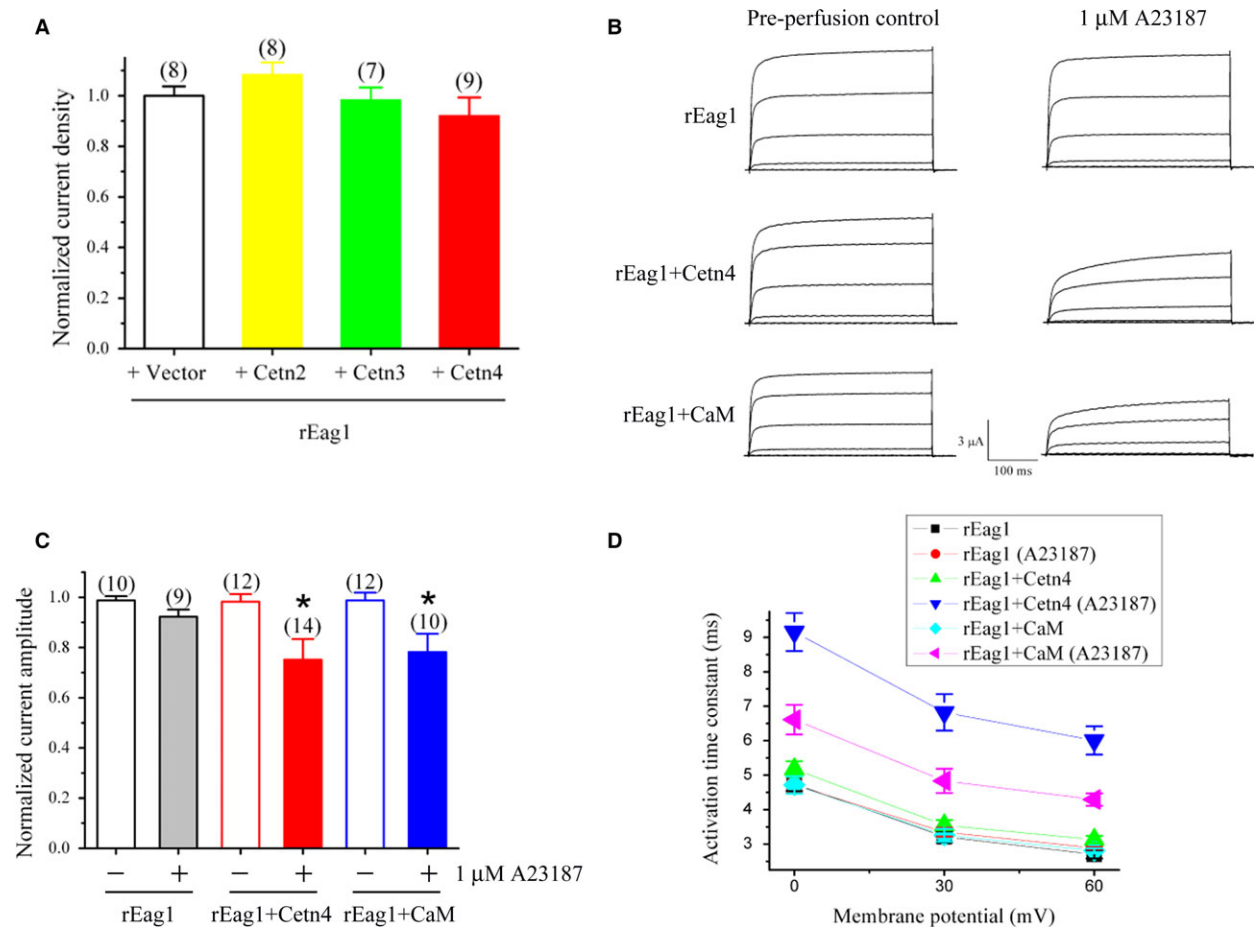 A
Normalized current density
1.0
0.8
0.6
0.4
0.2
0.0
(8)
(8)
(7)
(9)
+ Vector
+ Cetn2
+ Cetn3
+ Cetn4
rEag1
B
Pre-perfusion control
1 μM A23187
rEag1
rEag1+Cetn4
rEag1+CaM
3 μA
100 ms
C
Normalized current amplitude
1.0
0.8
0.6
0.4
0.2
0.0
(10)
(9)
(12)
*
(14)
(12)
*
(10)
− + − + − + 1 μM A23187
rEag1
rEag1+Cetn4
rEag1+CaM
D
rEag1
rEag1 (A23187)
rEag1+Cetn4
rEag1+Cetn4 (A23187)
rEag1+CaM
rEag1+CaM (A23187)
Activation time constant (ms)
9
8
7
6
5
4
3
0
30
60
Membrane potential (mV)